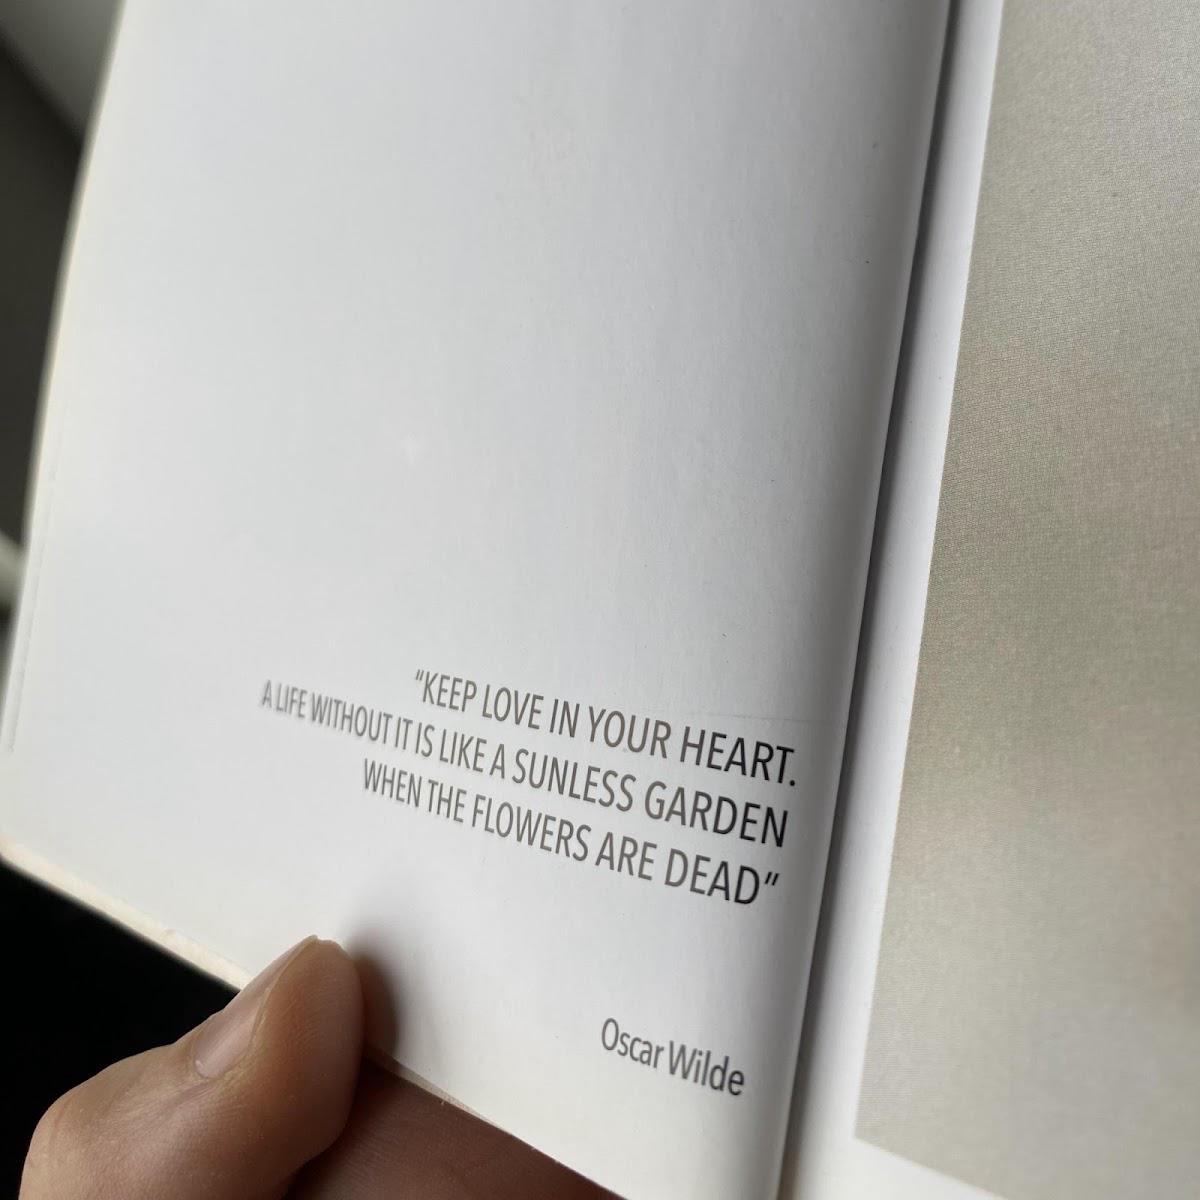 “KEEP LOVE IN YOUR HEART.
A LIFE WITHOUT IT IS LIKE A SUNLESS GARDEN
WHEN THE FLOWERS ARE DEAD”
Oscar Wilde